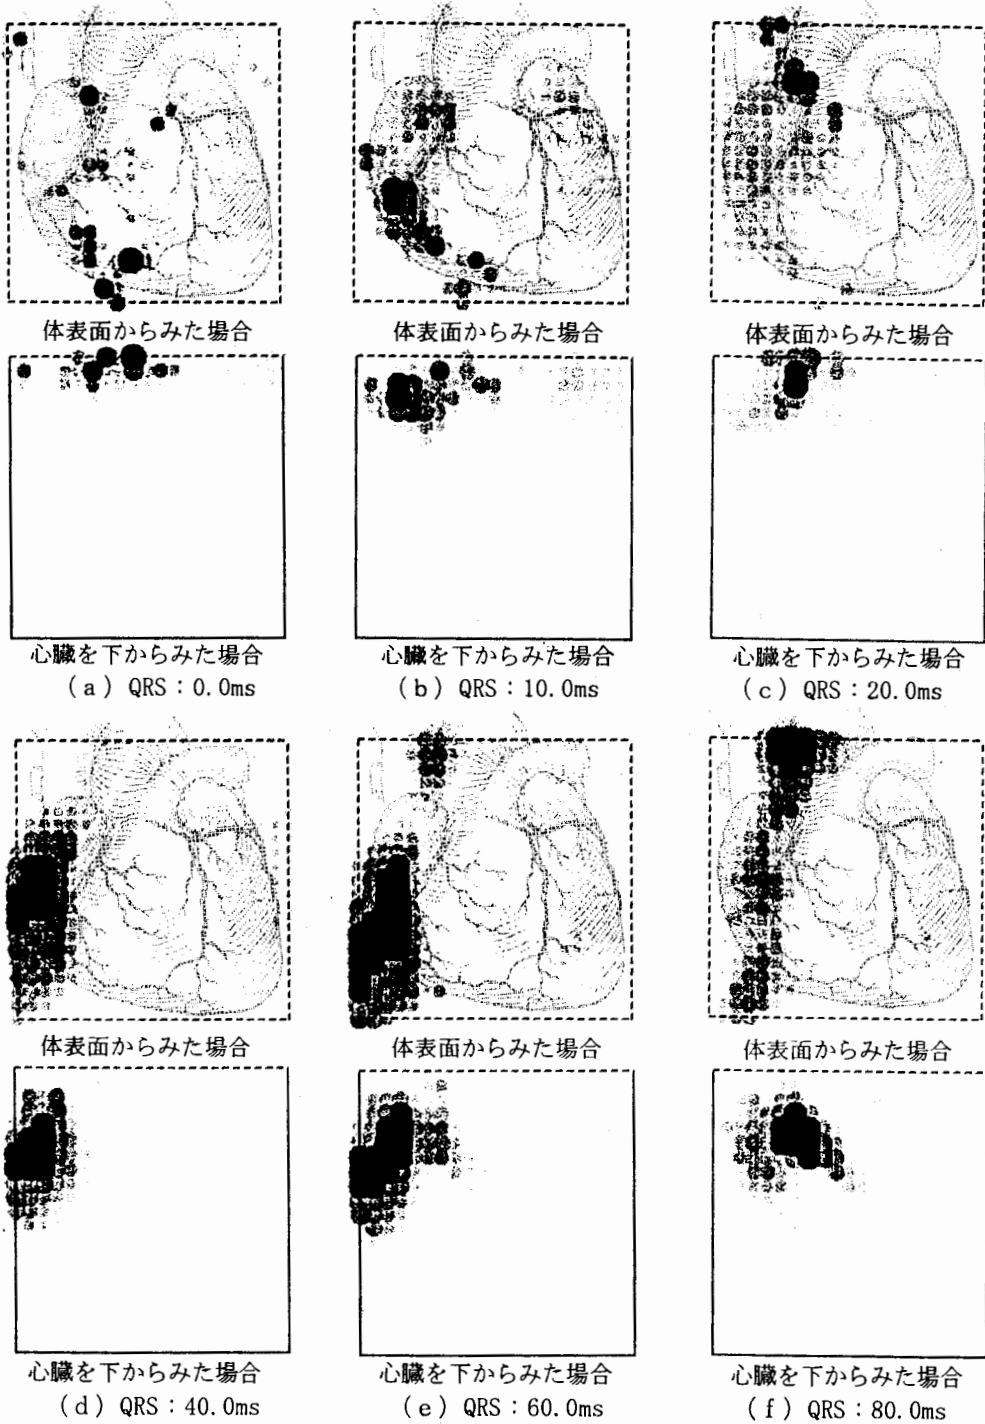 体表面からみた場合 体表面からみた場合 体表面からみた場合
心臓を下からみた場合 心臓を下からみた場合 心臓を下からみた場合
(a) QRS:0.0ms (b) QRS:10.0ms (c) QRS:20.0ms
体表面からみた場合 体表面からみた場合 体表面からみた場合
心臓を下からみた場合 心臓を下からみた場合 心臓を下からみた場合
(d) QRS:40.0ms (e) QRS:60.0ms (f) QRS:80.0ms